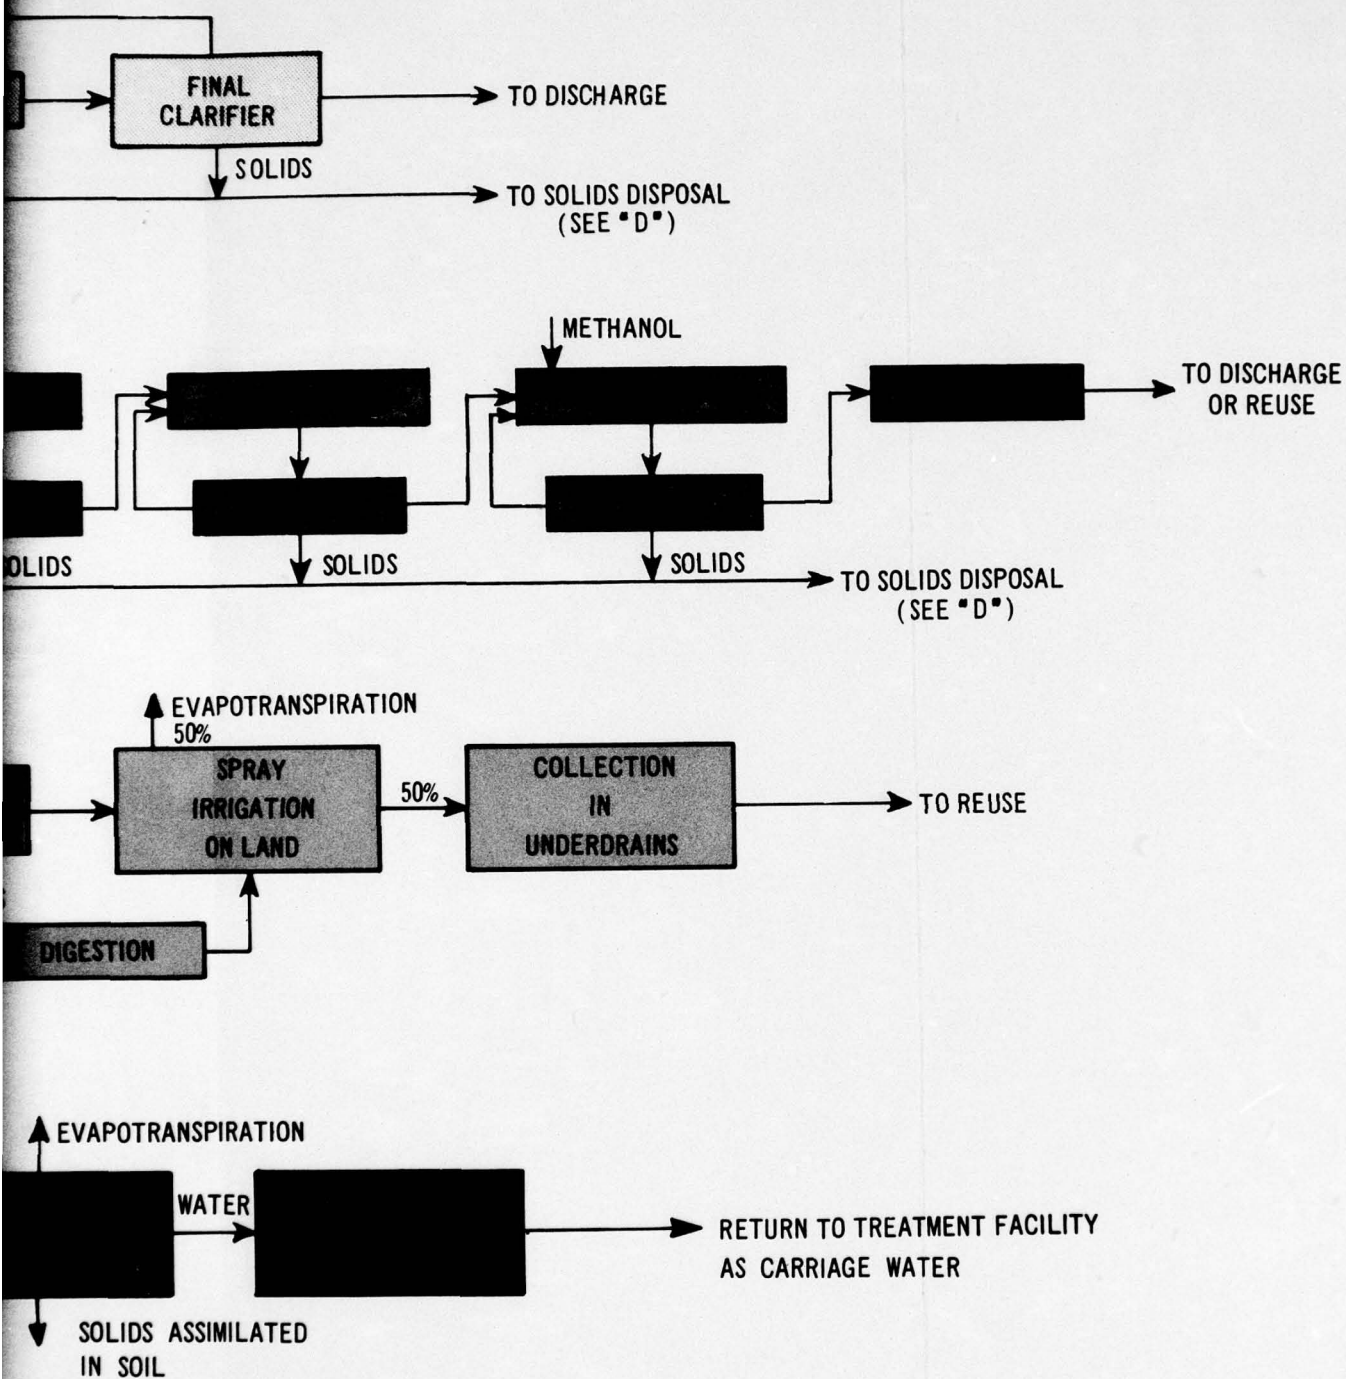 FINAL
CLARIFIER
TO DISCHARGE
SOLIDS
TO SOLIDS DISPOSAL
(SEE "D")
METHANOL
TO DISCHARGE
OR REUSE
SOLIDS
SOLIDS
TO SOLIDS DISPOSAL
(SEE "D")
EVAPOTRANSPIRATION
50%
SPRAY
IRRIGATION
ON LAND
50%
COLLECTION
IN
UNDERDRAINS
TO REUSE
DIGESTION
EVAPOTRANSPIRATION
WATER
RETURN TO TREATMENT FACILITY
AS CARRIAGE WATER
SOLIDS ASSIMILATED
IN SOIL